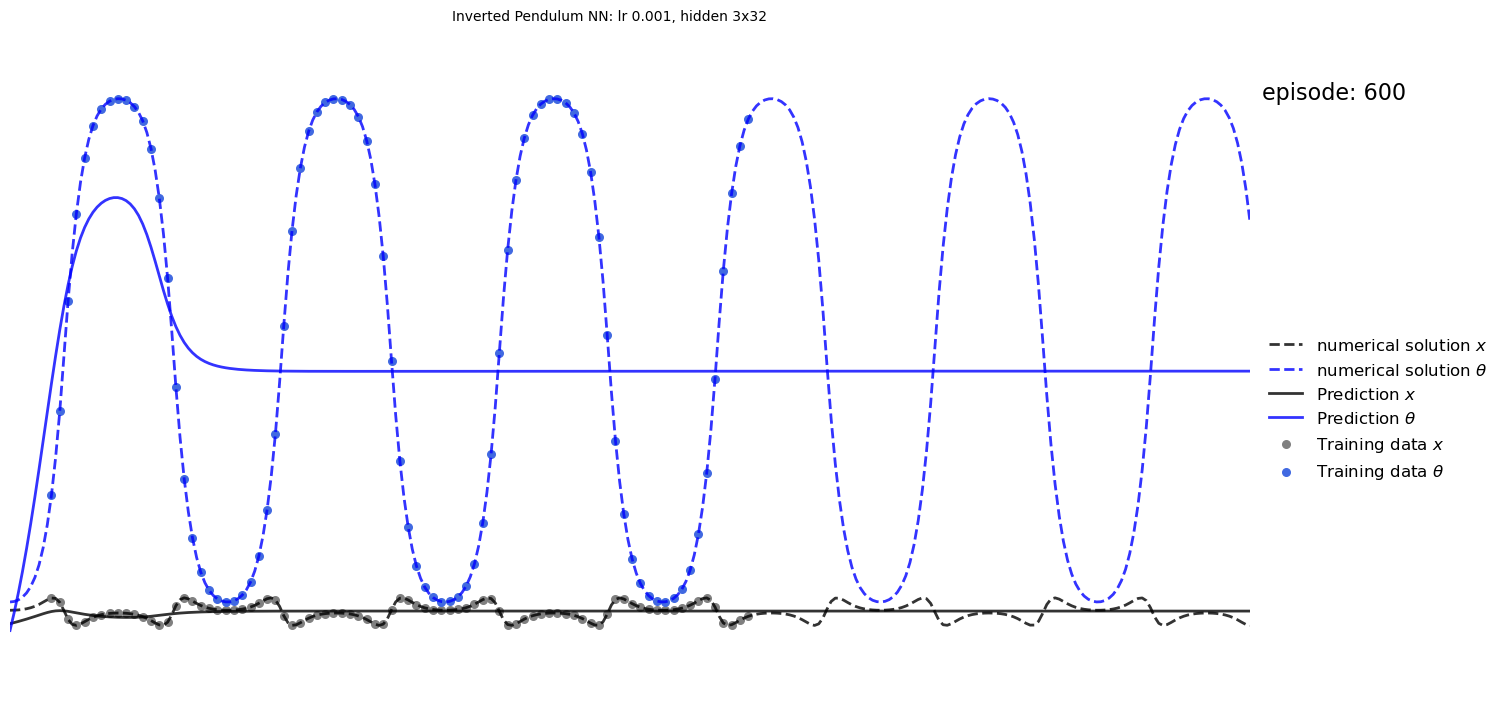 Inverted Pendulum NN: lr 0.001, hidden 3x32
episode: 600
numerical solution x
numerical solution θ
Prediction x
Prediction θ
Training data x
Training data θ